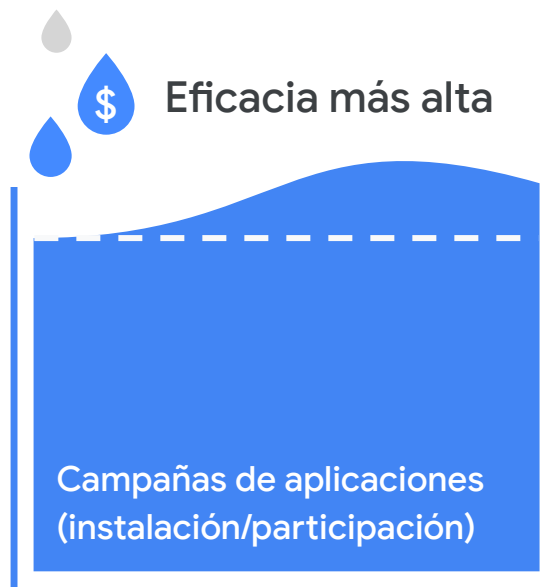 $
Eficacia más alta
Campañas de aplicaciones
(instalación/participación)